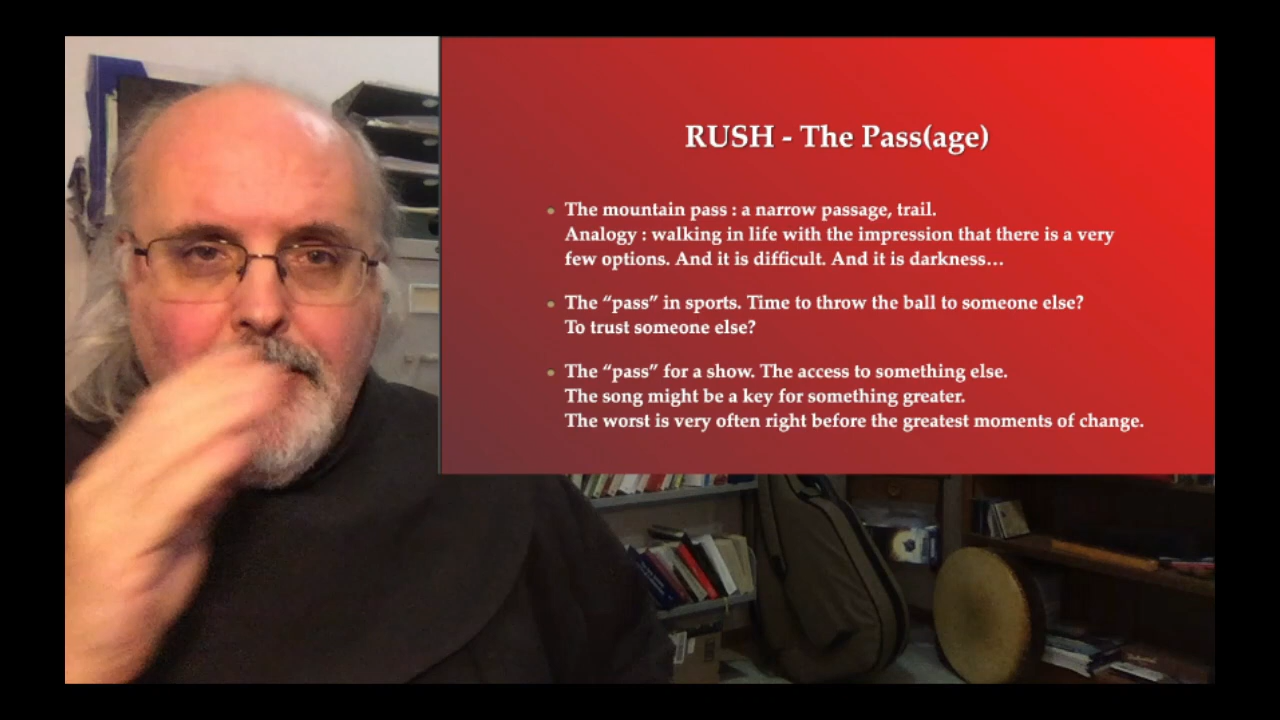 RUSH - The Pass(age)
The mountain pass : a narrow passage, trail.
Analogy : walking in life with the impression that there is a very
few options. And it is difficult. And it is darkness…
The “pass” in sports. Time to throw the ball to someone else?
To trust someone else?
The “pass” for a show. The access to something else.
The song might be a key for something greater.
The worst is very often right before the greatest moments of change.